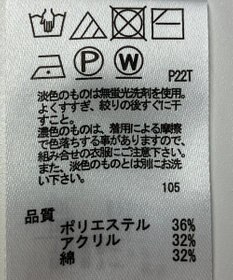 P W
P22T
淡色のものは無蛍光洗剤を使用。
よくすすぎ、絞りの後すぐに干
すこと。
濃色のものは、着用による摩擦
で色落ちする事がありますので、
組み合せの衣服にご注意下さい。
また、淡色のものとは別にお洗
い下さい。
105
品質
ポリエステル 36%
アクリル 32%
綿 32%